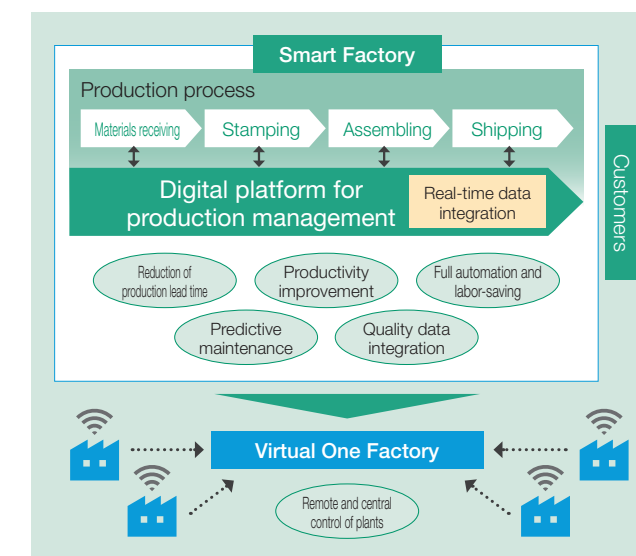 Smart Factory
Production process
Materials receiving
Stamping
Assembling
Shipping
Customers
Digital platform for
production management
Real-time data
integration
Reduction of
production lead time
Productivity
improvement
Full automation and
labor-saving
Predictive
maintenance
Quality data
integration
Virtual One Factory
Remote and central
control of plants